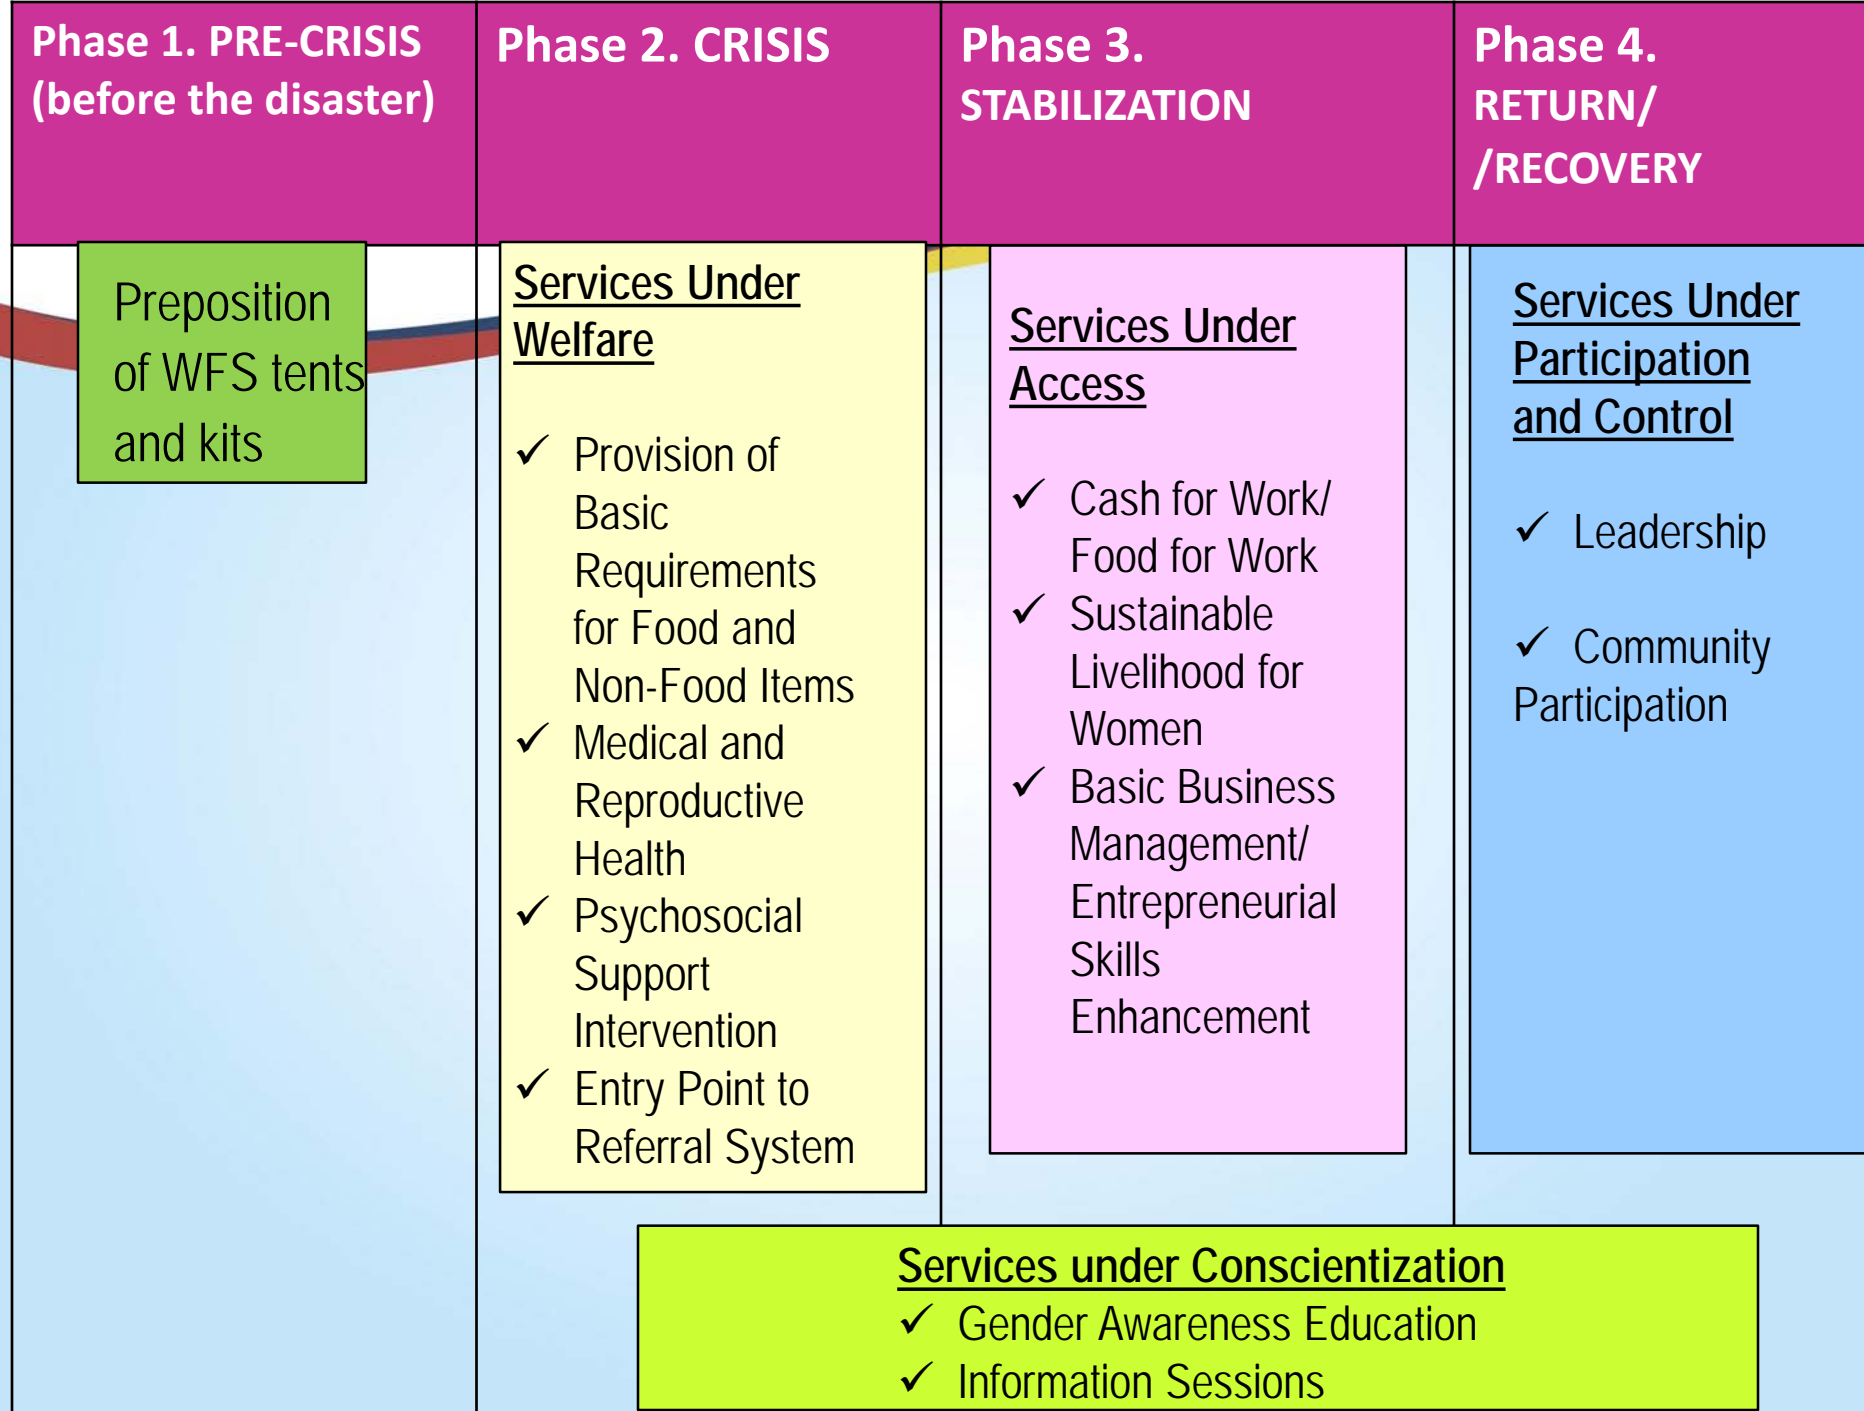 Phase 1. PRE-CRISIS
(before the disaster)
Phase 2. CRISIS
Phase 3.
STABILIZATION
Phase 4.
RETURN/
/RECOVERY
Preposition
of WFS tents
and kits
Services Under
Welfare
✓ Provision of
Basic
Requirements
for Food and
Non-Food Items
✓ Medical and
Reproductive
Health
✓ Psychosocial
Support
Intervention
✓ Entry Point to
Referral System
Services Under
Access
✓ Cash for Work/
Food for Work
✓ Sustainable
Livelihood for
Women
✓ Basic Business
Management/
Entrepreneurial
Skills
Enhancement
Services Under
Participation
and Control
✓ Leadership
✓ Community
Participation
Services under Conscientization
✓ Gender Awareness Education
✓ Information Sessions